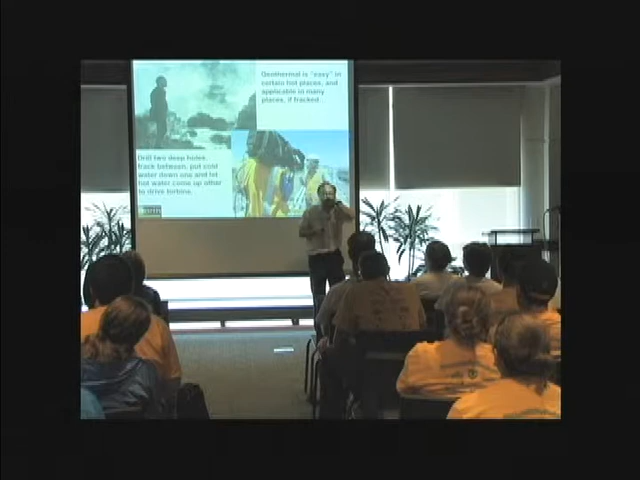 Geothermal is "easy" in
certain hot places, and
applicable in many
places, if fracked...
Drill two deep holes,
frack between, put cold
water down one and let
hot water come up other
to drive turbine.